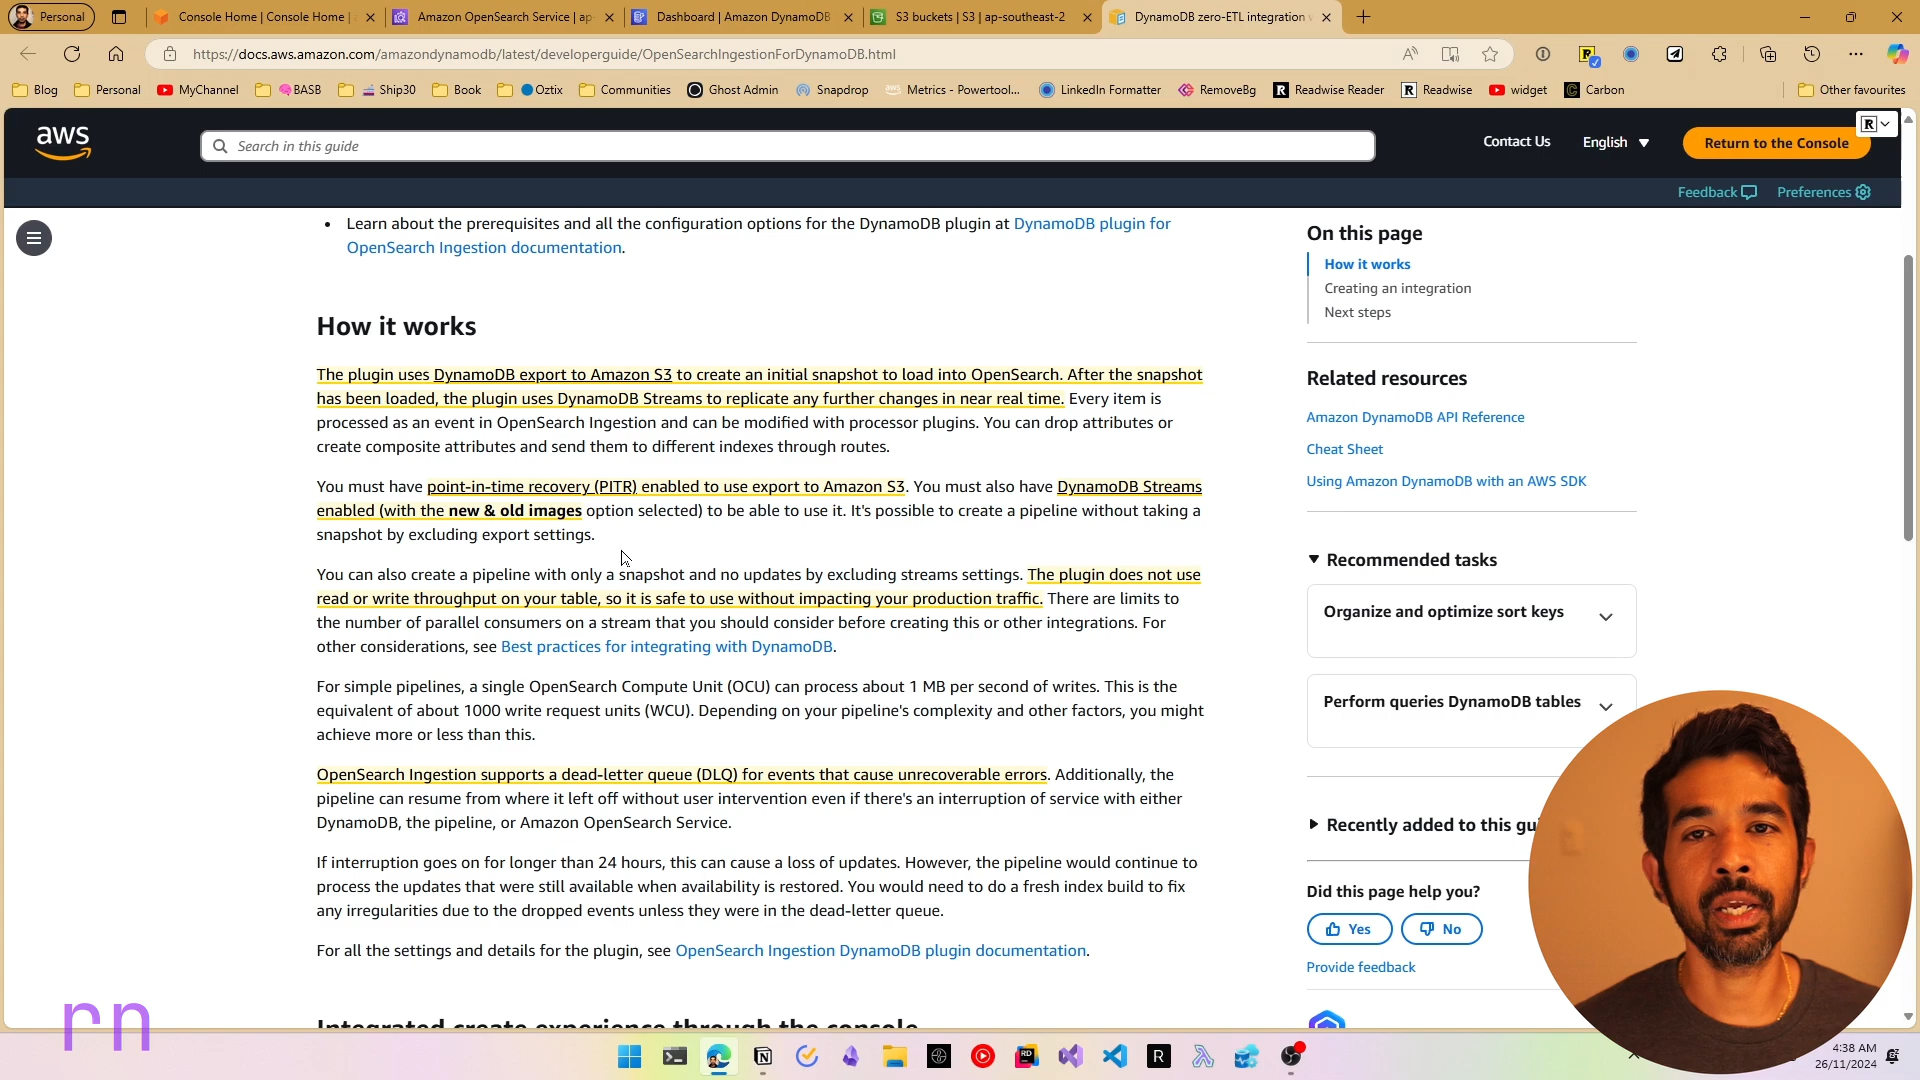 Personal
Console Home | Console Home |
Amazon OpenSearch Service | ap-
Dashboard | Amazon DynamoDB
S3 buckets | S3 | ap-southeast-2
DynamoDB zero-ETL integration
https://docs.aws.amazon.com/amazondynamodb/latest/developerguide/OpenSearchIngestionForDynamoDB.html
Blog
Personal
MyChannel
BASB
Ship30
Book
Oztix
Communities
Ghost Admin
Snapdrop
Metrics - Powertool...
LinkedIn Formatter
RemoveBg
Readwise Reader
Readwise
widget
Carbon
Other favourites
aws
Search in this guide
Contact Us
English
Return to the Console
R
Feedback
Preferences
• Learn about the prerequisites and all the configuration options for the DynamoDB plugin at DynamoDB plugin for
OpenSearch Ingestion documentation.
How it works
The plugin uses DynamoDB export to Amazon S3 to create an initial snapshot to load into OpenSearch. After the snapshot
has been loaded, the plugin uses DynamoDB Streams to replicate any further changes in near real time. Every item is
processed as an event in OpenSearch Ingestion and can be modified with processor plugins. You can drop attributes or
create composite attributes and send them to different indexes through routes.
You must have point-in-time recovery (PITR) enabled to use export to Amazon S3. You must also have DynamoDB Streams
enabled (with the new & old images option selected) to be able to use it. It's possible to create a pipeline without taking a
snapshot by excluding export settings.
You can also create a pipeline with only a snapshot and no updates by excluding streams settings. The plugin does not use
read or write throughput on your table, so it is safe to use without impacting your production traffic. There are limits to
the number of parallel consumers on a stream that you should consider before creating this or other integrations. For
other considerations, see Best practices for integrating with DynamoDB.
For simple pipelines, a single OpenSearch Compute Unit (OCU) can process about 1 MB per second of writes. This is the
equivalent of about 1000 write request units (WCU). Depending on your pipeline's complexity and other factors, you might
achieve more or less than this.
OpenSearch Ingestion supports a dead-letter queue (DLQ) for events that cause unrecoverable errors. Additionally, the
pipeline can resume from where it left off without user intervention even if there's an interruption of service with either
DynamoDB, the pipeline, or Amazon OpenSearch Service.
If interruption goes on for longer than 24 hours, this can cause a loss of updates. However, the pipeline would continue to
process the updates that were still available when availability is restored. You would need to do a fresh index build to fix
any irregularities due to the dropped events unless they were in the dead-letter queue.
For all the settings and details for the plugin, see OpenSearch Ingestion DynamoDB plugin documentation.
Integrated create experience through the console
On this page
How it works
Creating an integration
Next steps
Related resources
Amazon DynamoDB API Reference
Cheat Sheet
Using Amazon DynamoDB with an AWS SDK
Recommended tasks
Organize and optimize sort keys
Perform queries DynamoDB tables
Recently added to this gui
Did this page help you?
Yes
No
Provide feedback
rn
4:38 AM
26/11/2024